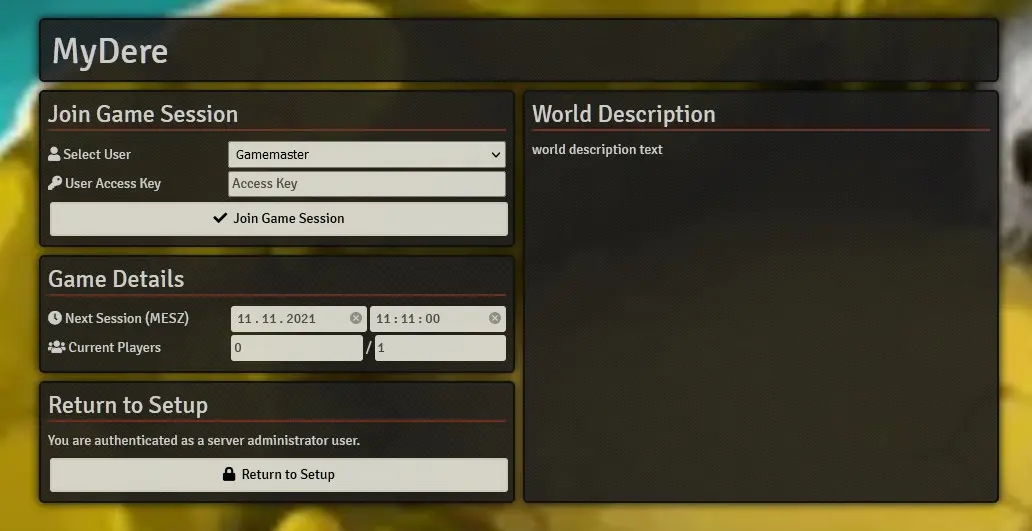 MyDere
Join Game Session
Select User
Gamemaster
User Access Key
Access Key
Join Game Session
Game Details
Next Session (MESZ)
11.11.2021
11:11:00
Current Players
0 / 1
Return to Setup
You are authenticated as a server administrator user.
Return to Setup
World Description
world description text